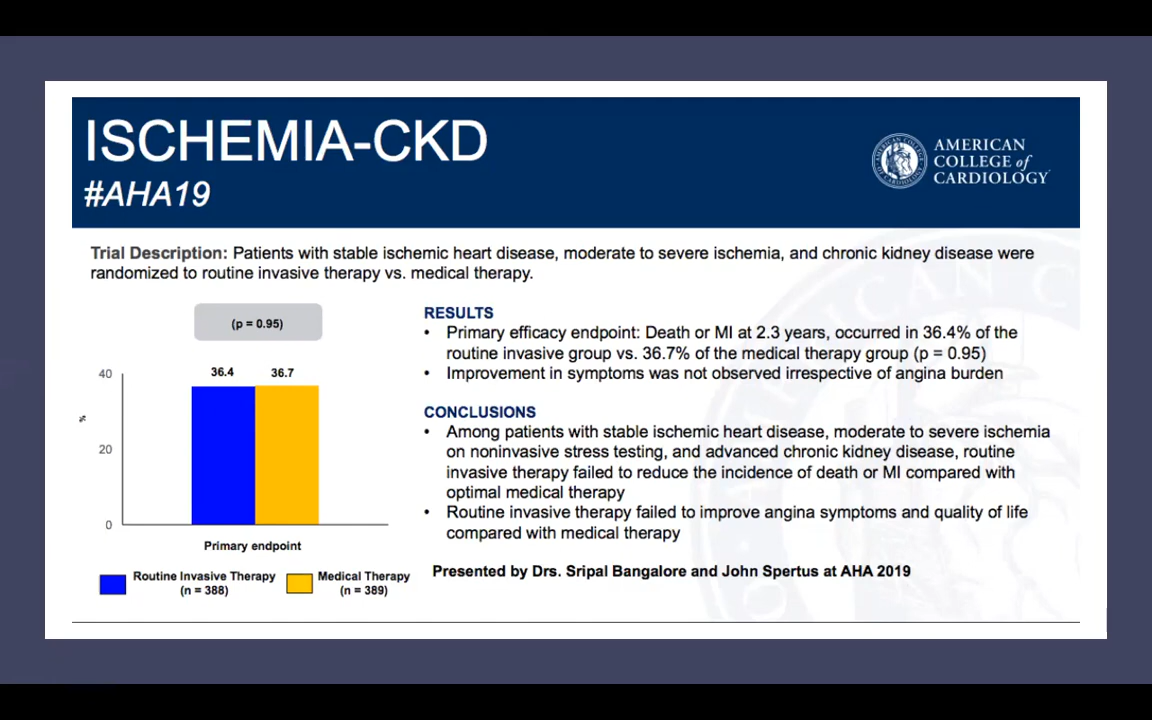 ISCHEMIA-CKD
#AHA19
AMERICAN
COLLEGE of
CARDIOLOGY
Trial Description: Patients with stable ischemic heart disease, moderate to severe ischemia, and chronic kidney disease were
randomized to routine invasive therapy vs. medical therapy.
(p = 0.95)
40
36.4
36.7
%
20
0
Primary endpoint
Routine Invasive Therapy
(n = 388)
Medical Therapy
(n = 389)
RESULTS
• Primary efficacy endpoint: Death or MI at 2.3 years, occurred in 36.4% of the
routine invasive group vs. 36.7% of the medical therapy group (p = 0.95)
• Improvement in symptoms was not observed irrespective of angina burden
CONCLUSIONS
• Among patients with stable ischemic heart disease, moderate to severe ischemia
on noninvasive stress testing, and advanced chronic kidney disease, routine
invasive therapy failed to reduce the incidence of death or MI compared with
optimal medical therapy
• Routine invasive therapy failed to improve angina symptoms and quality of life
compared with medical therapy
Presented by Drs. Sripal Bangalore and John Spertus at AHA 2019